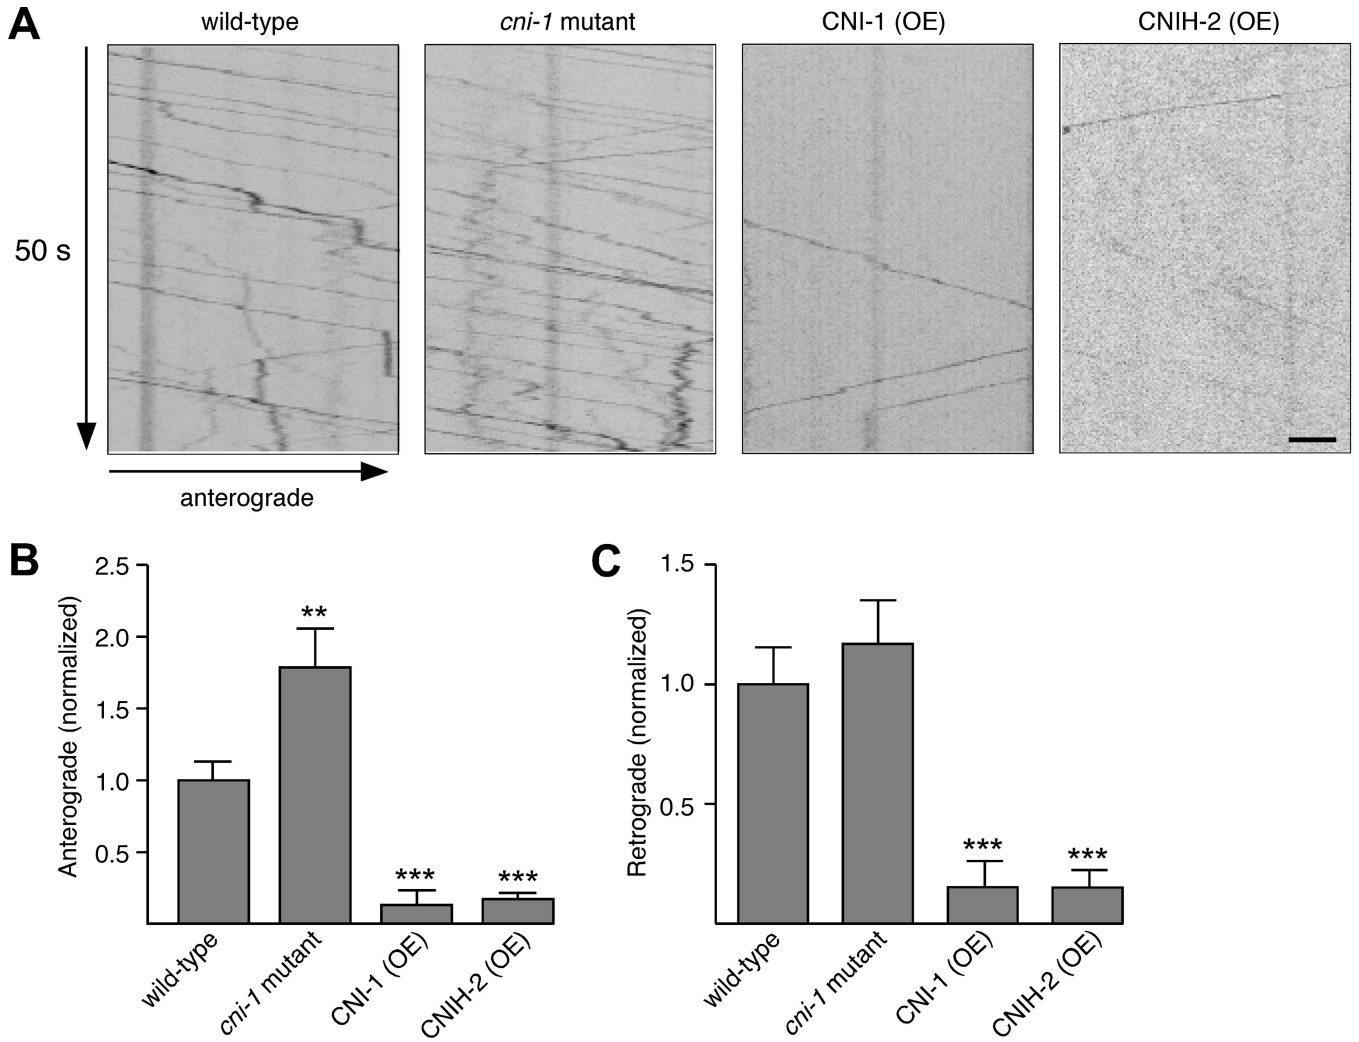 A
wild-type
cni-1 mutant
CNI-1 (OE)
CNIH-2 (OE)
50 s
anterograde
B
Anterograde (normalized)
2.5
2.0
1.5
1.0
0.5
**
***
***
wild-type
cni-1 mutant
CNI-1 (OE)
CNIH-2 (OE)
C
Retrograde (normalized)
1.5
1.0
0.5
***
***
wild-type
cni-1 mutant
CNI-1 (OE)
CNIH-2 (OE)